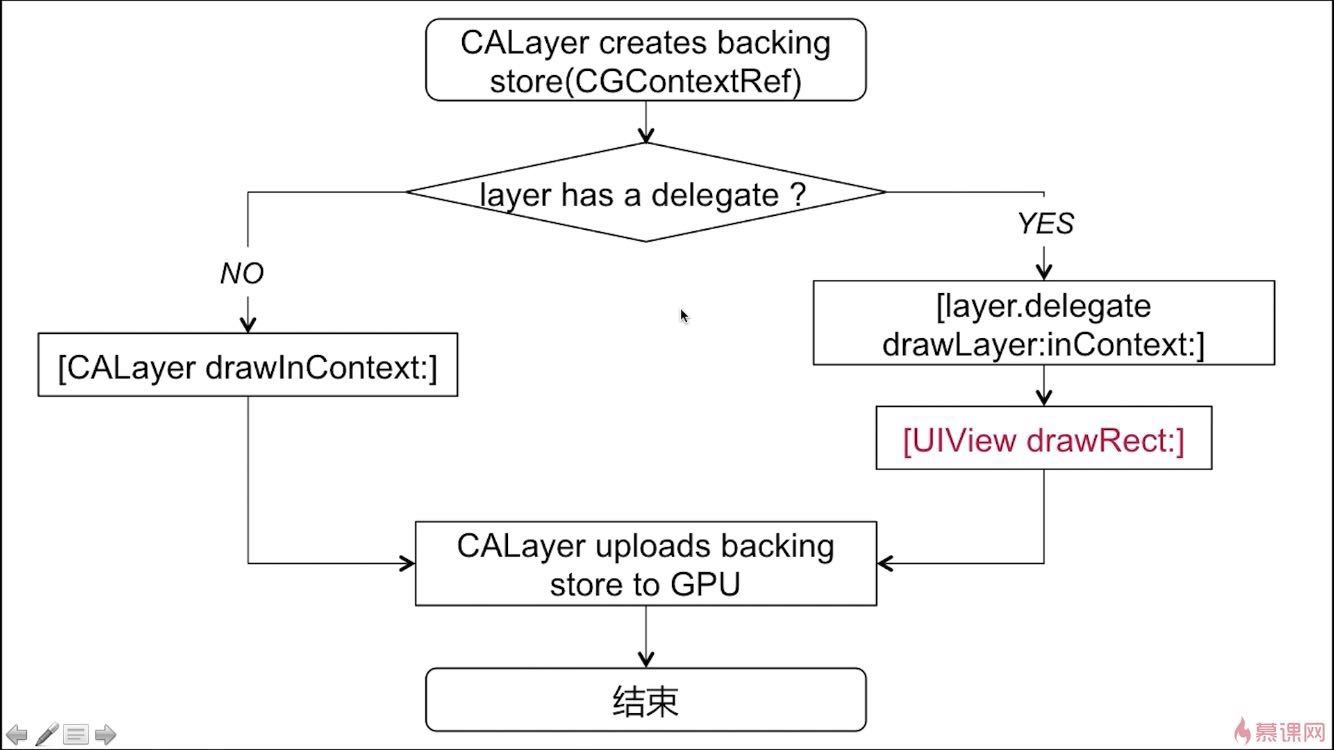 CALayer creates backing
store(CGContextRef)
layer has a delegate ?
YES
NO
[layer.delegate
drawLayer:inContext:]
[CALayer drawInContext:]
[UIView drawRect:]
CALayer uploads backing
store to GPU
结束
慕课网